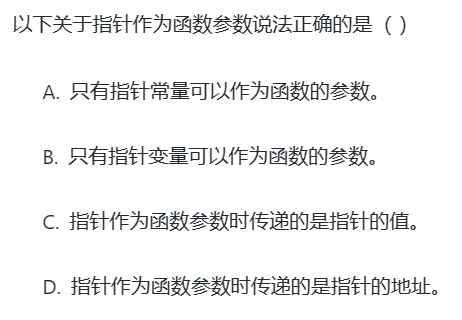 以下关于指针作为函数参数说法正确的是（ ）
A. 只有指针常量可以作为函数的参数。
B. 只有指针变量可以作为函数的参数。
C. 指针作为函数参数时传递的是指针的值。
D. 指针作为函数参数时传递的是指针的地址。